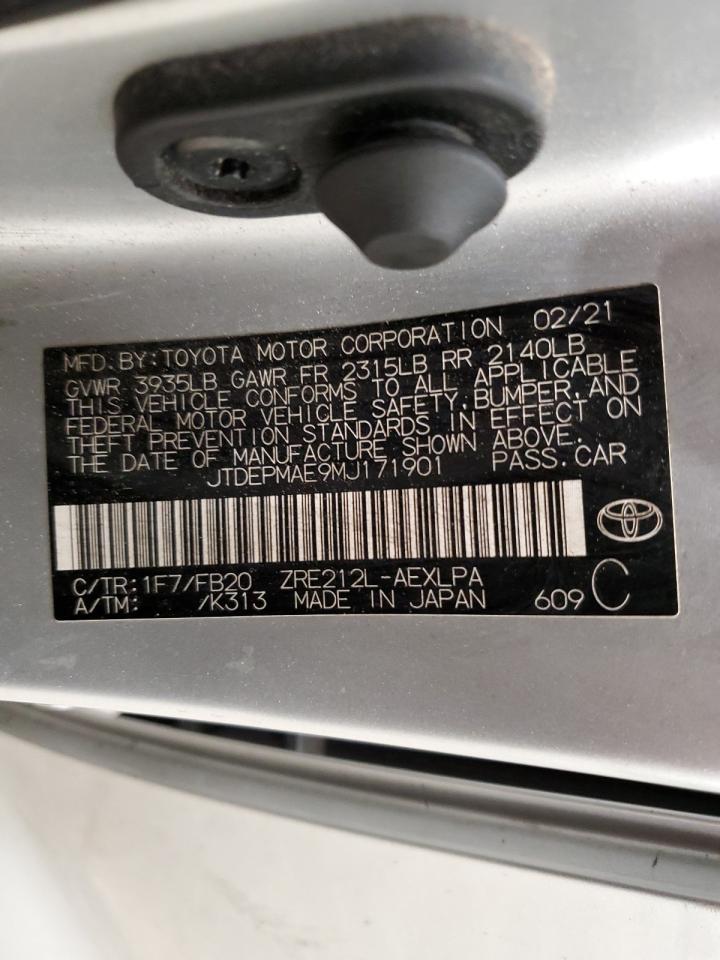 MFD.BY:TOYOTA MOTOR CORPORATION 02/21
GVWR 3935LB GAWR FR 2315LB RR 2140LB
THIS VEHICLE CONFORMS TO ALL APPLICABLE
FEDERAL MOTOR VEHICLE SAFETY,BUMPER,AND
THEFT PREVENTION STANDARDS IN EFFECT ON
THE DATE OF MANUFACTURE SHOWN ABOVE.
JTDEPMAE9MJ171901 PASS.CAR
C/TR:1F7/FB20 ZRE212L-AEXLPA
A/TM: /K313 MADE IN JAPAN 609 C